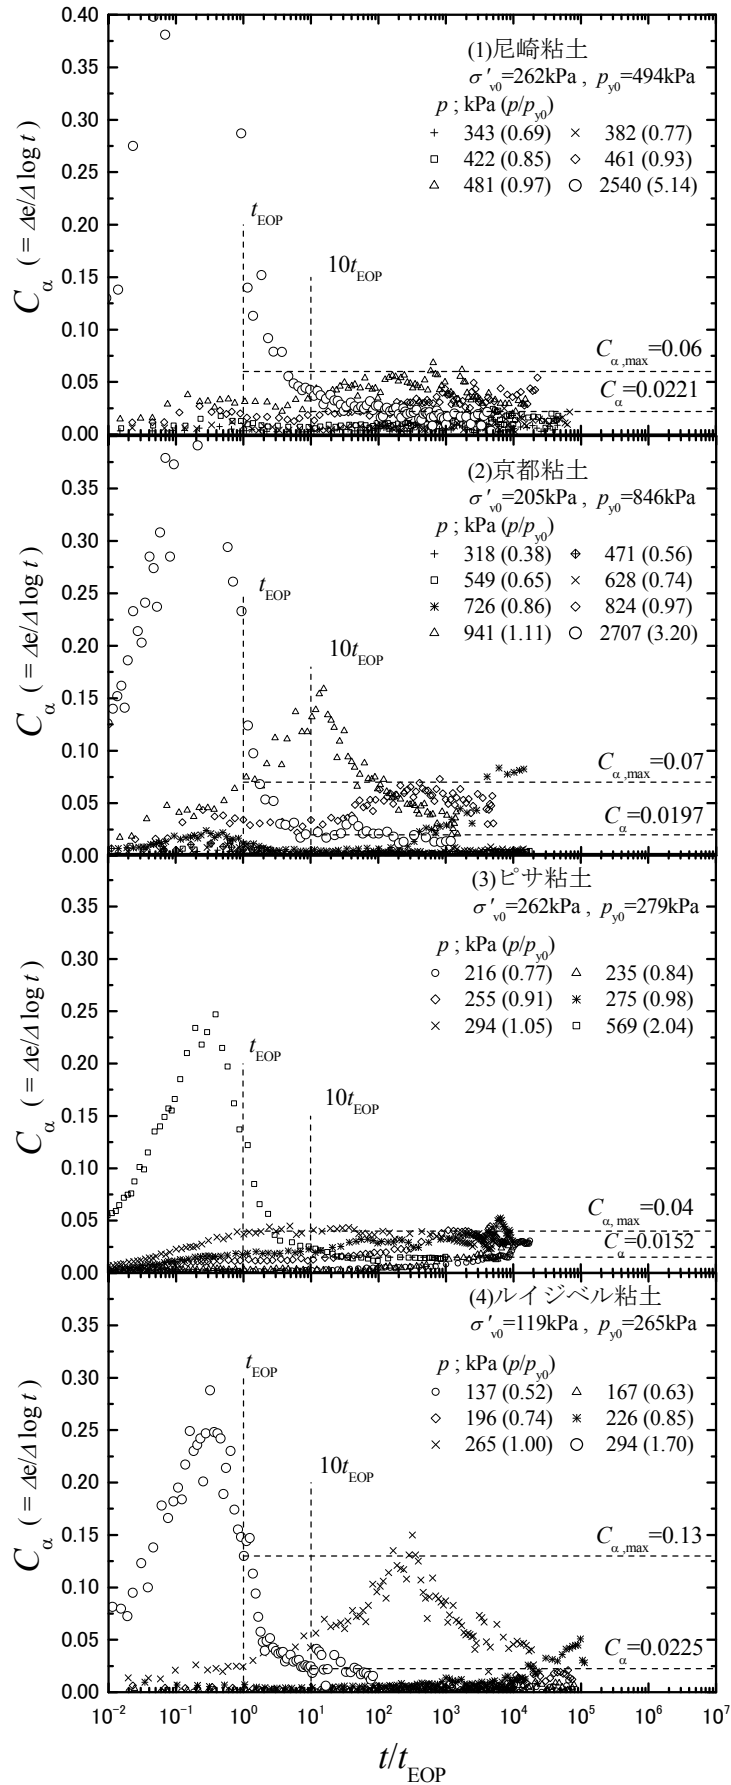 C_α (= Δe/Δlog t)
0.40
0.35
0.30
0.25
0.20
0.15
0.10
0.05
0.00
(1)尼崎粘土
σ′v0=262kPa , py0=494kPa
p ; kPa (p/py0)
343 (0.69) 382 (0.77)
422 (0.85) 461 (0.93)
481 (0.97) 2540 (5.14)
tEOP
10tEOP
Cα,max=0.06
Cα=0.0221
C_α (= Δe/Δlog t)
0.35
0.30
0.25
0.20
0.15
0.10
0.05
0.00
(2)京都粘土
σ′v0=205kPa , py0=846kPa
p ; kPa (p/py0)
318 (0.38) 471 (0.56)
549 (0.65) 628 (0.74)
726 (0.86) 824 (0.97)
941 (1.11) 2707 (3.20)
tEOP
10tEOP
Cα,max=0.07
Cα=0.0197
C_α (= Δe/Δlog t)
0.35
0.30
0.25
0.20
0.15
0.10
0.05
0.00
(3)ピサ粘土
σ′v0=262kPa , py0=279kPa
p ; kPa (p/py0)
216 (0.77) 235 (0.84)
255 (0.91) 275 (0.98)
294 (1.05) 569 (2.04)
tEOP
10tEOP
Cα, max=0.04
Cα=0.0152
C_α (= Δe/Δlog t)
0.35
0.30
0.25
0.20
0.15
0.10
0.05
0.00
(4)ルイジベル粘土
σ′v0=119kPa , py0=265kPa
p ; kPa (p/py0)
137 (0.52) 167 (0.63)
196 (0.74) 226 (0.85)
265 (1.00) 294 (1.70)
tEOP
10tEOP
Cα,max=0.13
Cα=0.0225
10⁻² 10⁻¹ 10⁰ 10¹ 10² 10³ 10⁴ 10⁵ 10⁶ 10⁷
t/tEOP